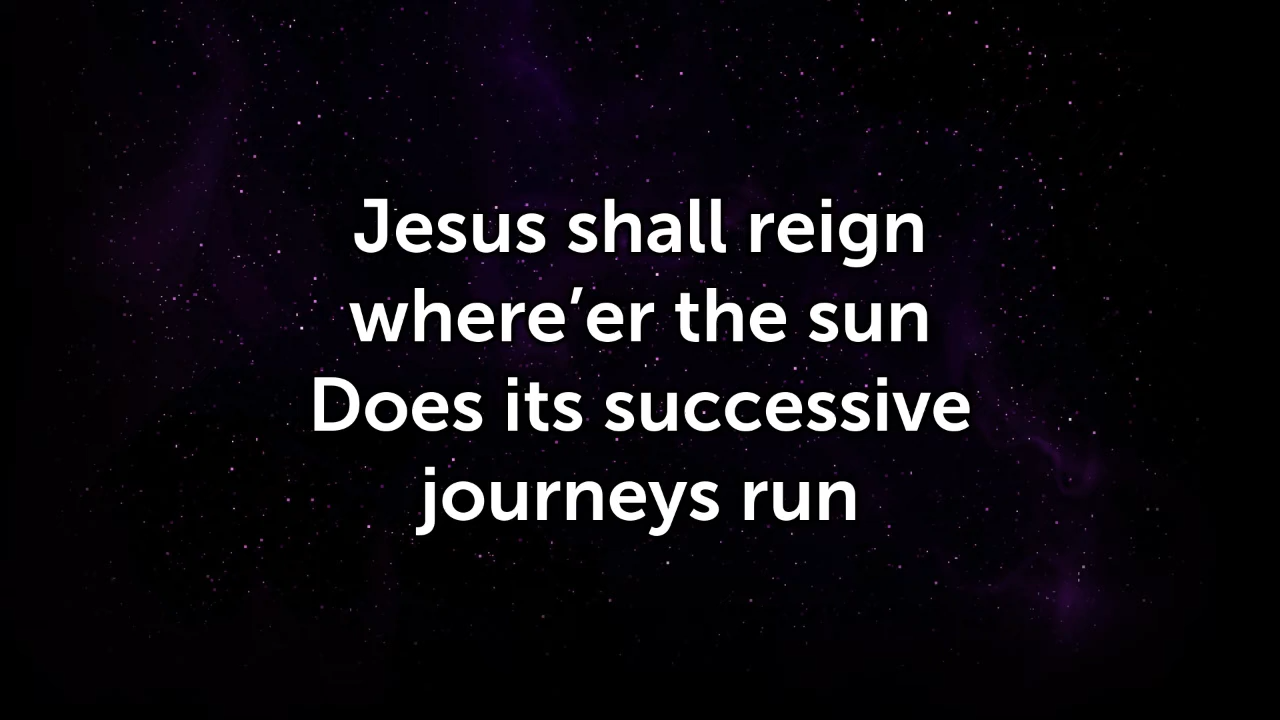 Jesus shall reign
where’er the sun
Does its successive
journeys run